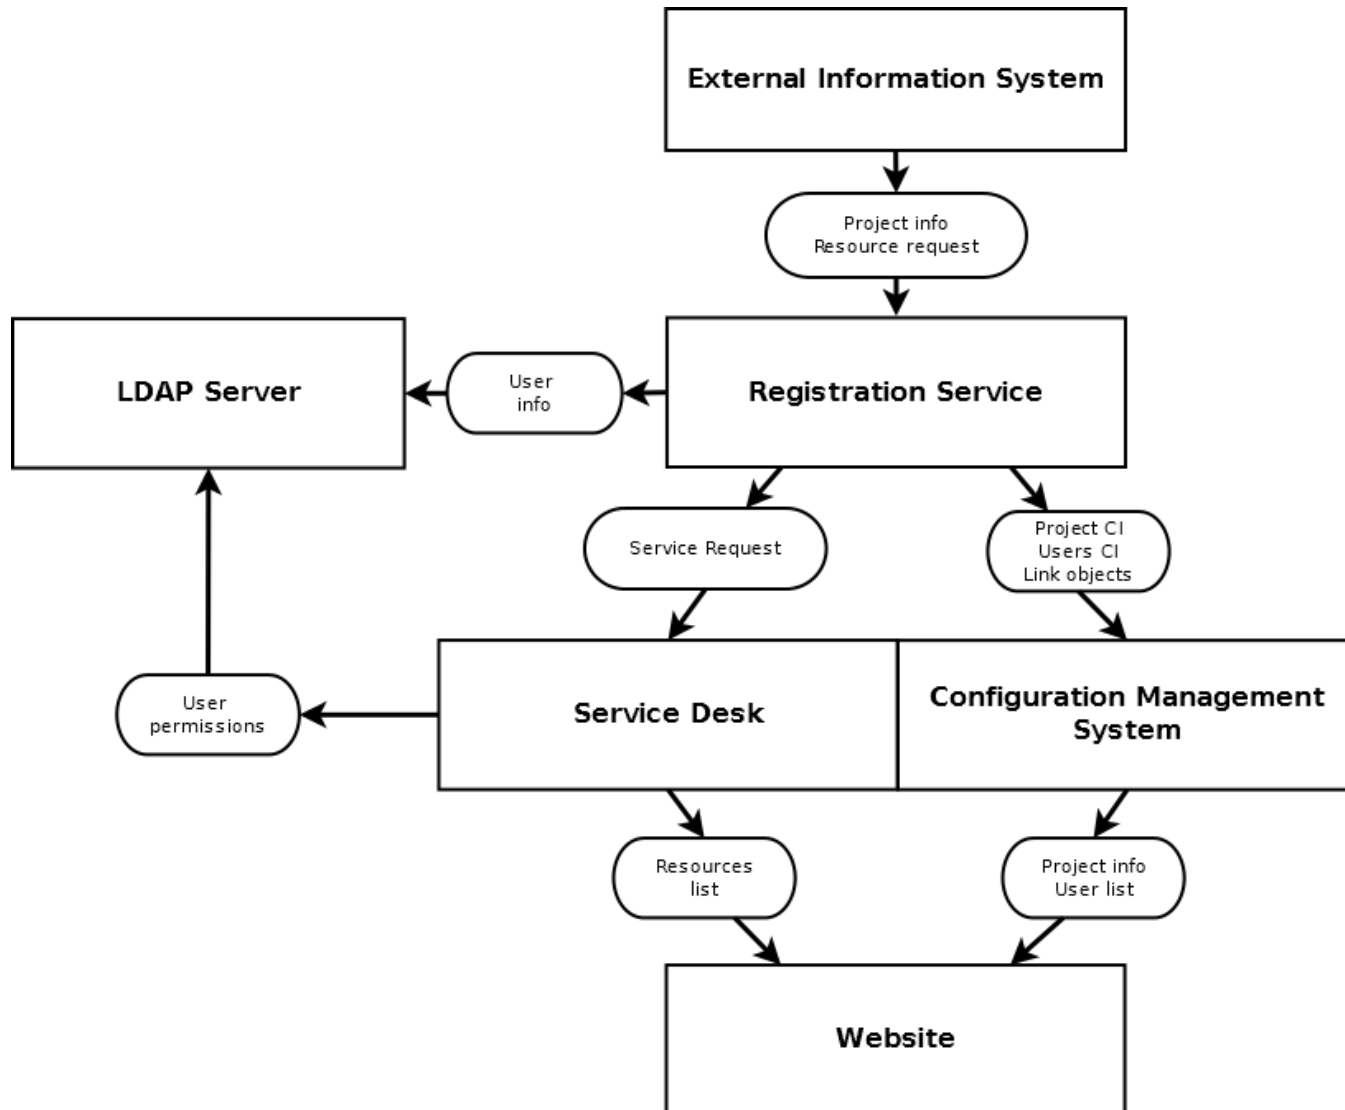 External Information System
Project info
Resource request
LDAP Server
User
info
Registration Service
Service Request
Project CI
Users CI
Link objects
User
permissions
Service Desk
Configuration Management
System
Resources
list
Project info
User list
Website